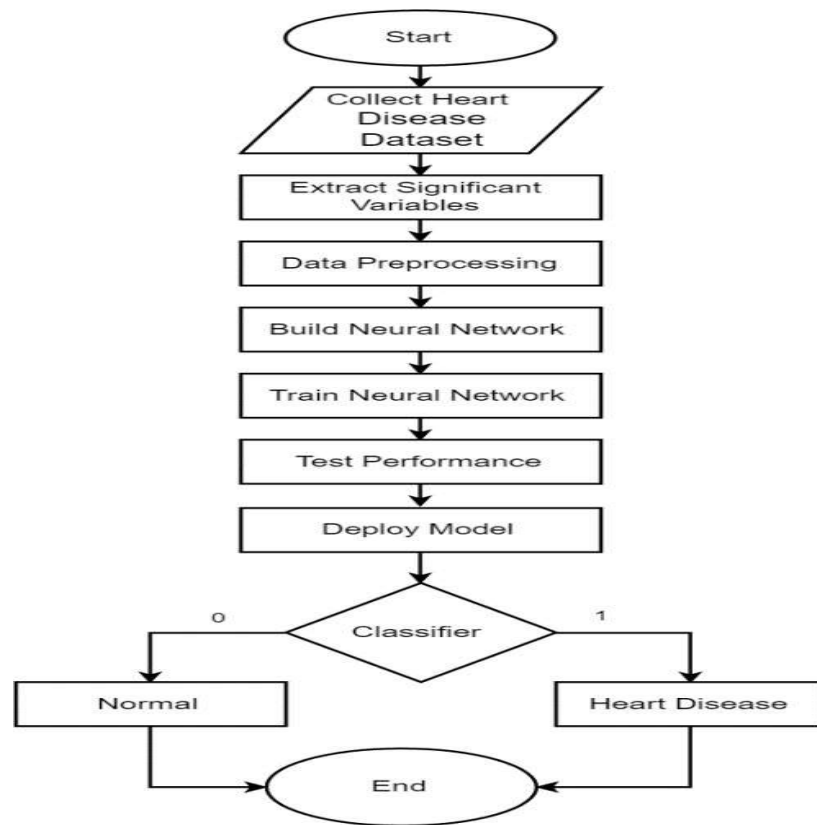 Start
Collect Heart
Disease
Dataset
Extract Significant
Variables
Data Preprocessing
Build Neural Network
Train Neural Network
Test Performance
Deploy Model
0
Classifier
1
Normal
Heart Disease
End